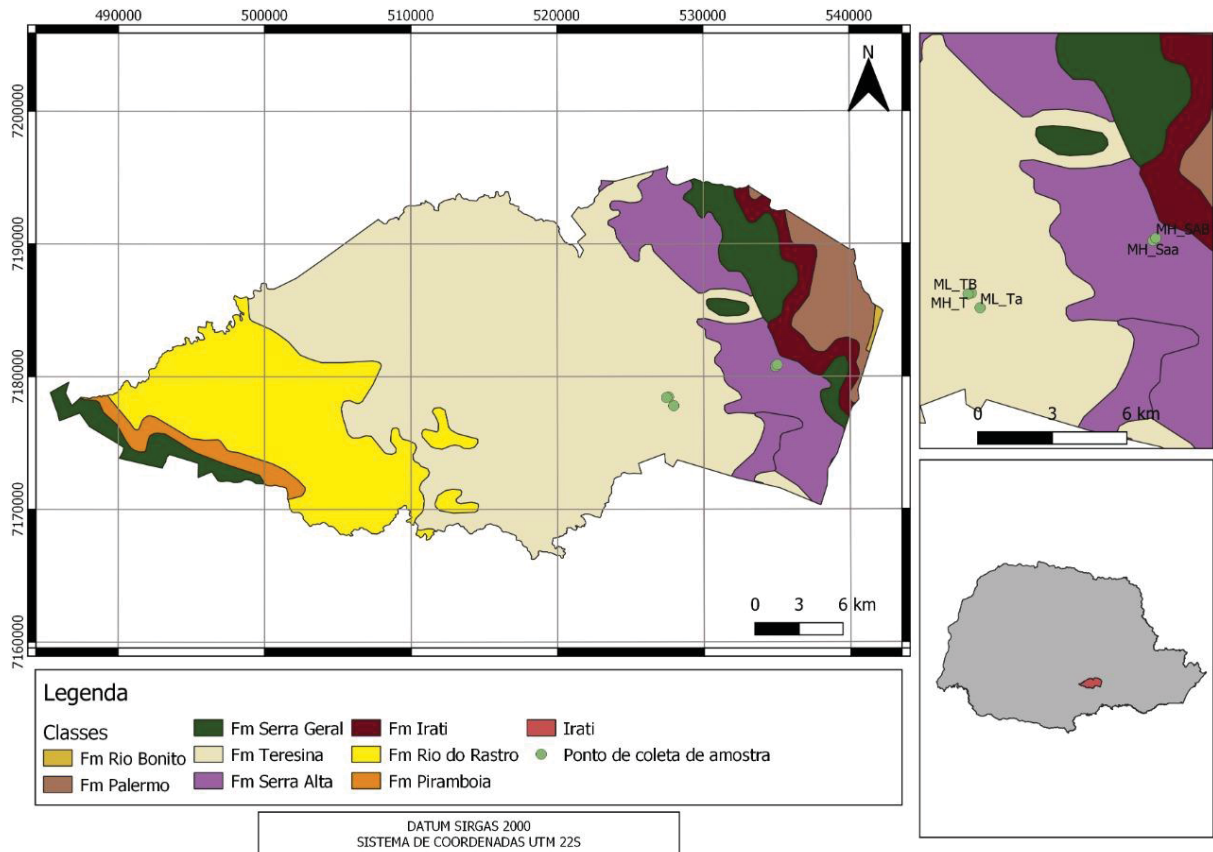 490000 500000 510000 520000 530000 540000
7200000
7190000
7180000
7170000
7160000
N
0 3 6 km
MH_SAB
MH_Saa
ML_TB
MH_T
ML_Ta
0 3 6 km
Legenda
Classes
Fm Rio Bonito
Fm Palermo
Fm Serra Geral
Fm Teresina
Fm Serra Alta
Fm Irati
Fm Rio do Rastro
Fm Piramboia
Irati
Ponto de coleta de amostra
DATUM SIRGAS 2000
SISTEMA DE COORDENADAS UTM 22S